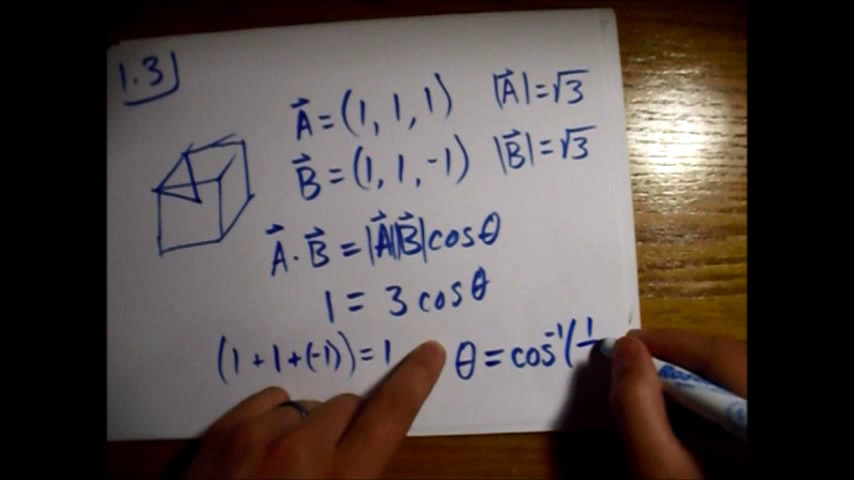 1.3
A⃗ = (1, 1, 1) |A⃗| = √3
B⃗ = (1, 1, -1) |B⃗| = √3
A⃗ · B⃗ = |A⃗||B⃗| cos θ
1 = 3 cos θ
(1 + 1 + (-1)) = 1 θ = cos⁻¹(1